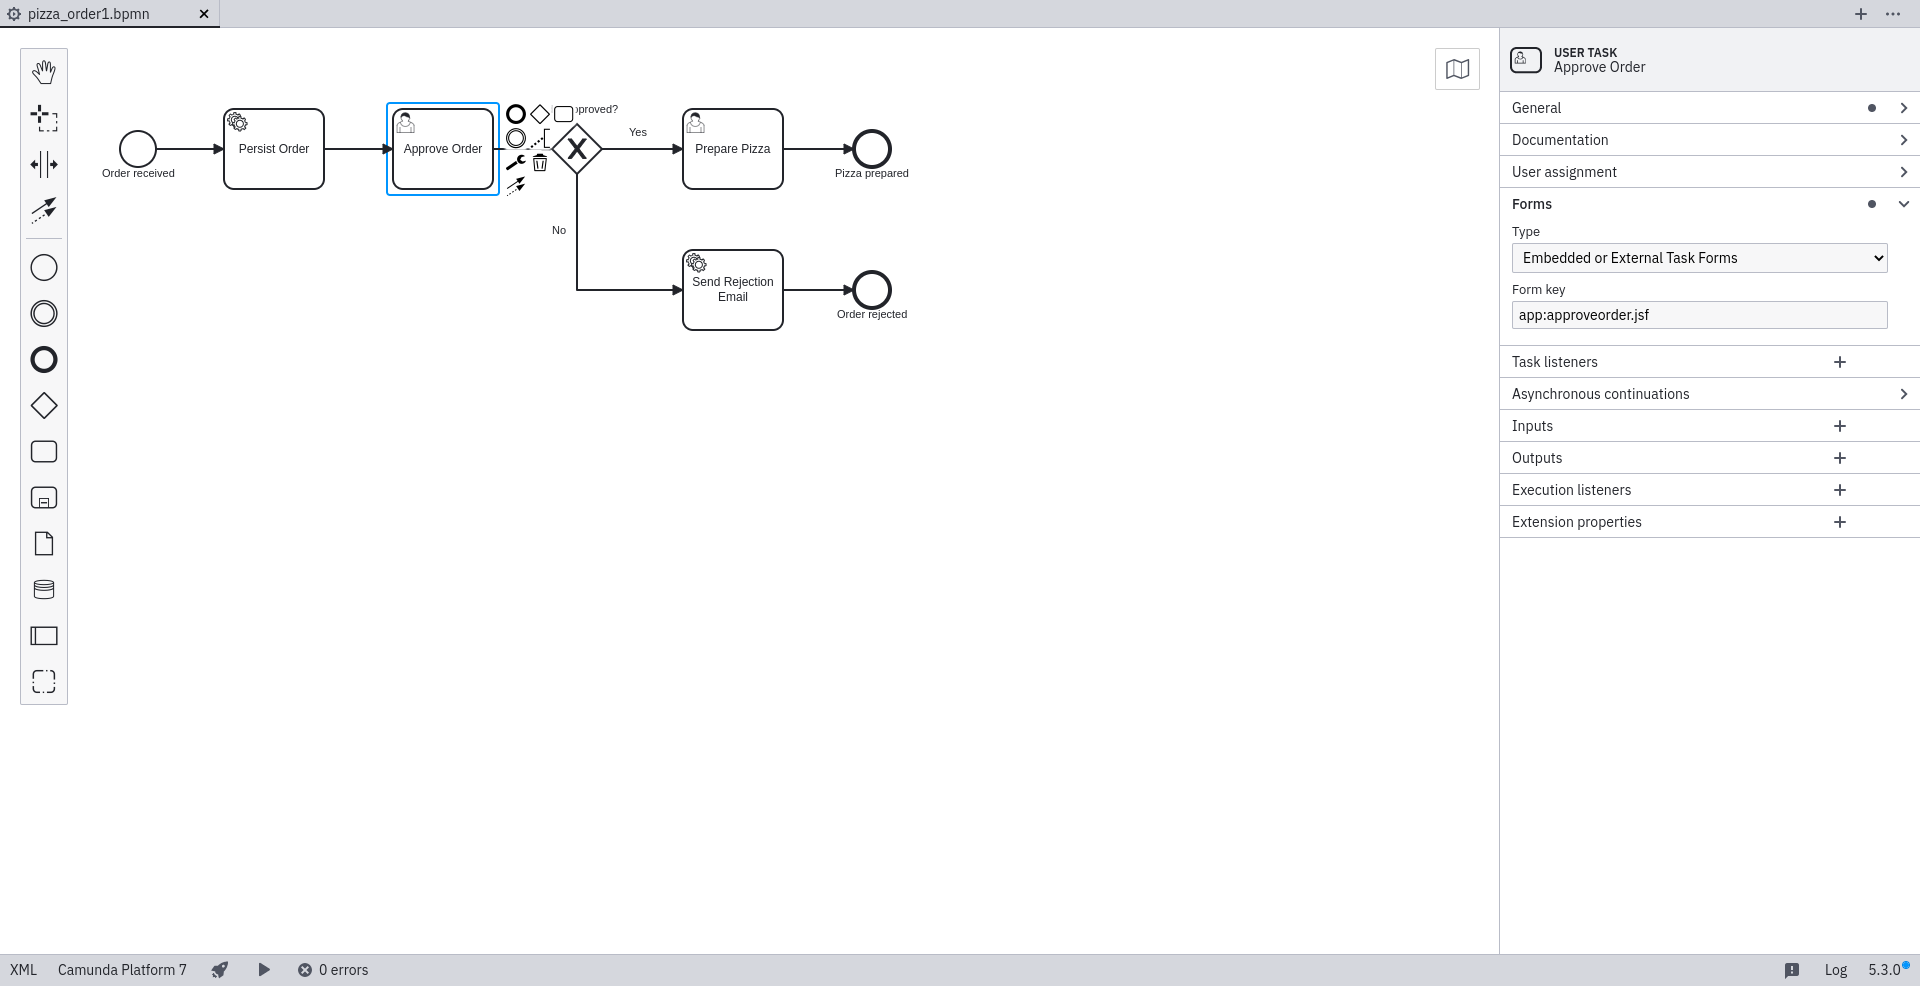 pizza_order1.bpmn
Order received
Persist Order
Approve Order
proved?
Yes
No
Prepare Pizza
Pizza prepared
Send Rejection
Email
Order rejected
USER TASK
Approve Order
General
Documentation
User assignment
Forms
Type
Embedded or External Task Forms
Form key
app:approveorder.jsf
Task listeners
Asynchronous continuations
Inputs
Outputs
Execution listeners
Extension properties
XML
Camunda Platform 7
0 errors
Log
5.3.0